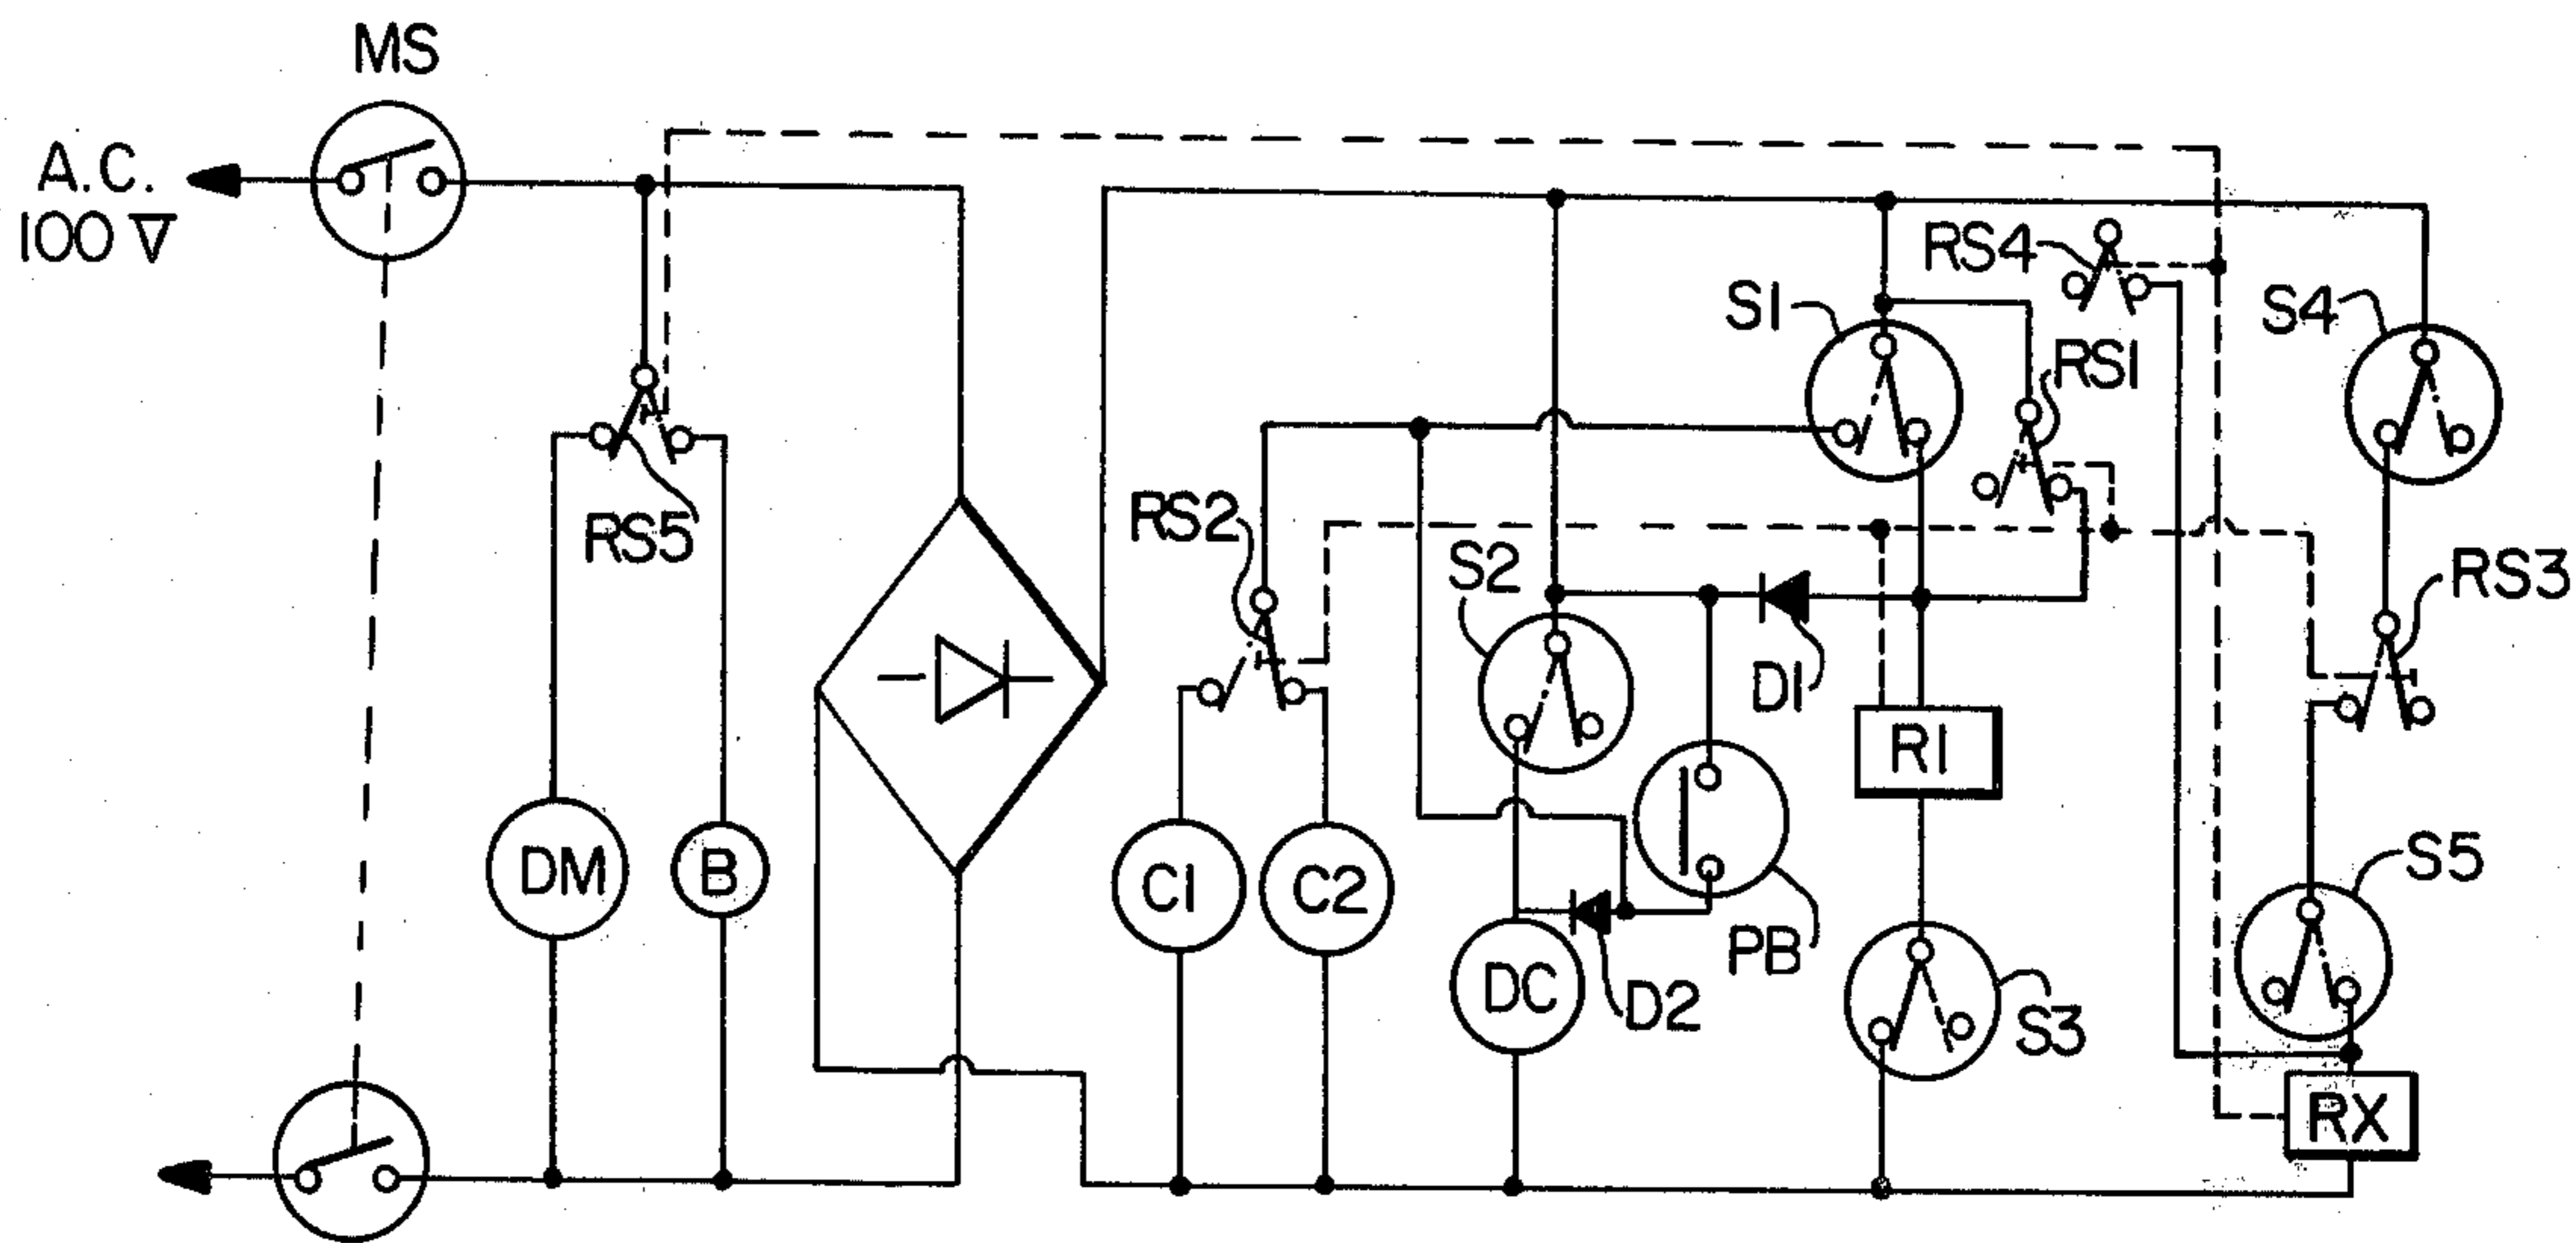 MS
A.C.
100 V
RS4
S1
S4
RS1
RS2
RS5
S2
RS3
D1
R1
DM
B
C1
C2
S5
PB
DC
D2
S3
RX